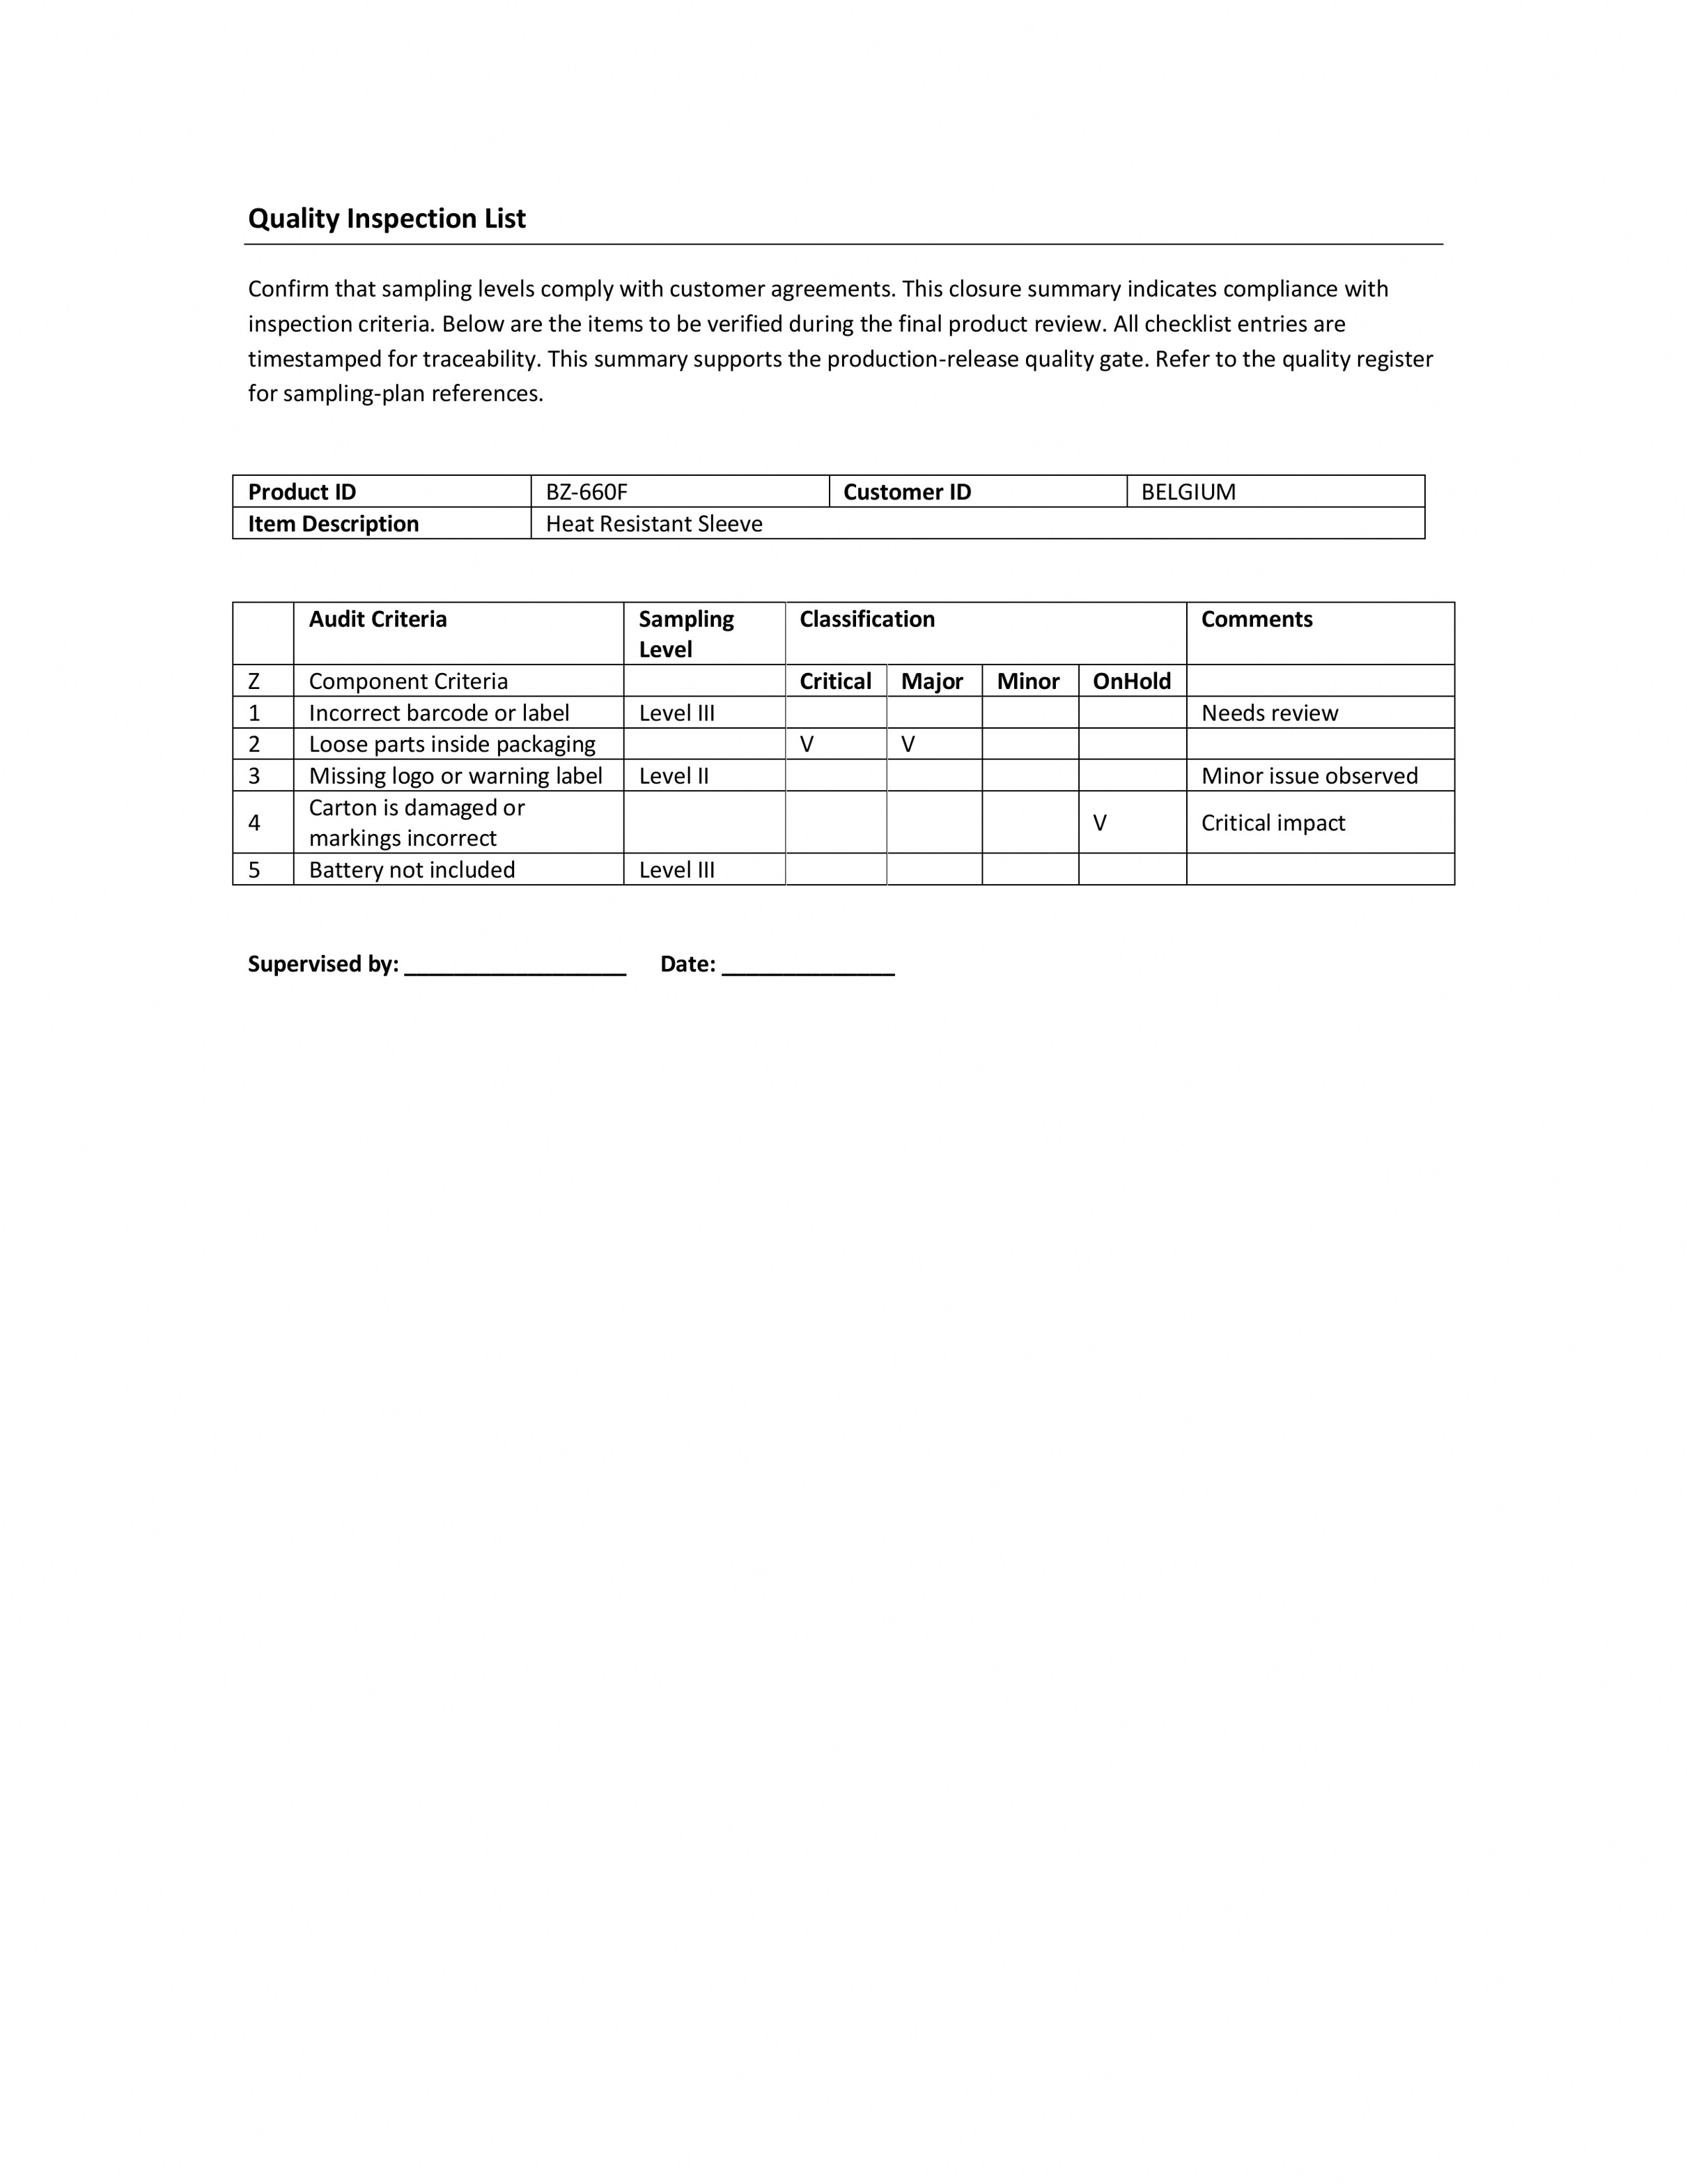 Quality Inspection List
Confirm that sampling levels comply with customer agreements. This closure summary indicates compliance with
inspection criteria. Below are the items to be verified during the final product review. All checklist entries are
timestamped for traceability. This summary supports the production-release quality gate. Refer to the quality register
for sampling-plan references.
Product ID BZ-660F Customer ID BELGIUM
Item Description Heat Resistant Sleeve
Audit Criteria Sampling Level Classification Comments
Z Component Criteria Critical Major Minor OnHold
1 Incorrect barcode or label Level III Needs review
2 Loose parts inside packaging V V
3 Missing logo or warning label Level II Minor issue observed
4 Carton is damaged or markings incorrect V Critical impact
5 Battery not included Level III
Supervised by: __________________ Date: ______________